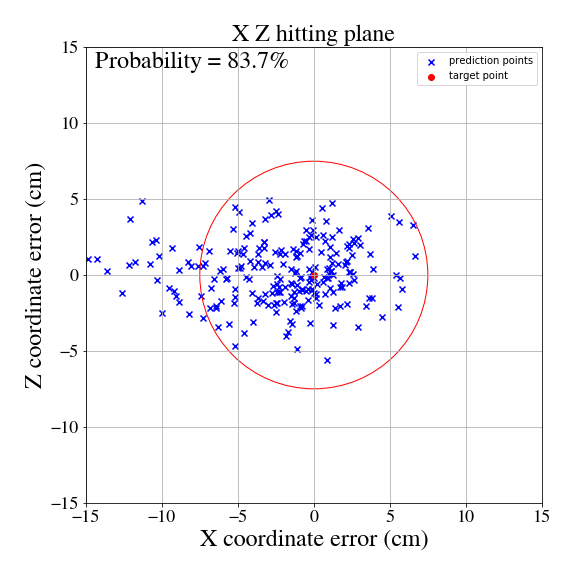 X Z hitting plane
Probability = 83.7%
prediction points
target point
15
10
5
0
−5
−10
−15
Z coordinate error (cm)
−15 −10 −5 0 5 10 15
X coordinate error (cm)